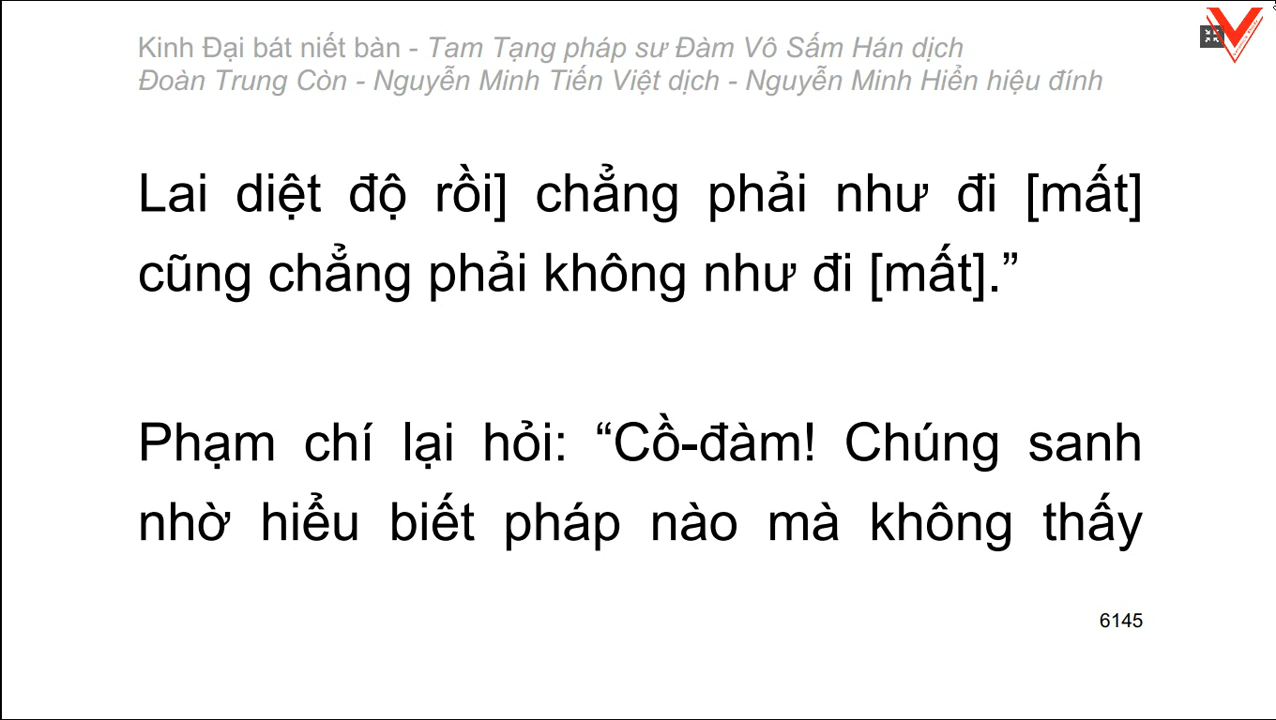 Kinh Đại bát niết bàn - Tam Tạng pháp sư Đàm Vô Sấm Hán dịch
Đoàn Trung Còn - Nguyễn Minh Tiến Việt dịch - Nguyễn Minh Hiển hiệu đính
Lai diệt độ rồi] chẳng phải như đi [mất]
cũng chẳng phải không như đi [mất].”
Phạm chí lại hỏi: “Cồ-đàm! Chúng sanh
nhờ hiểu biết pháp nào mà không thấy
6145